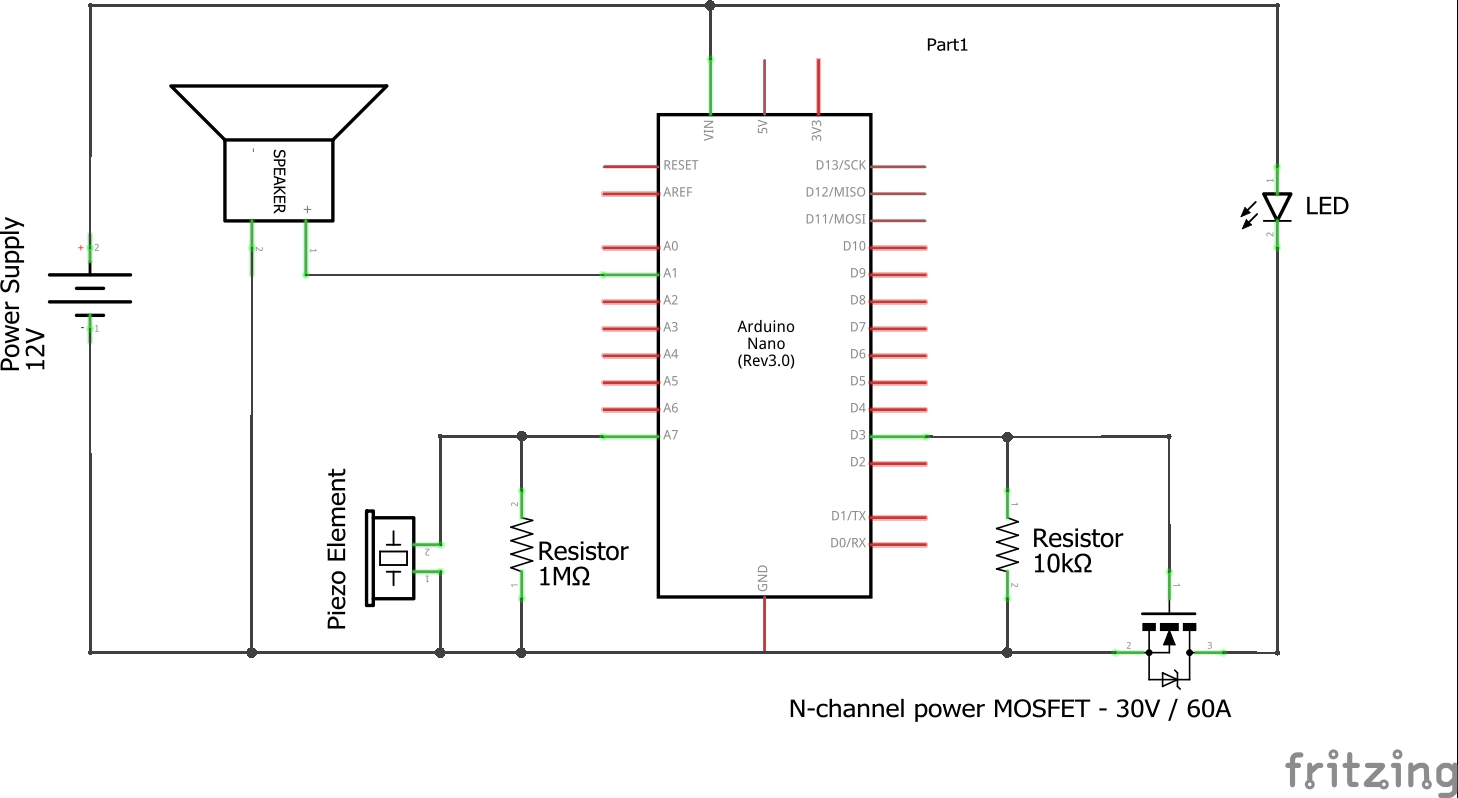 Part1
VIN
5V
3V3
SPEAKER
-
+
2
1
RESET
AREF
A0
A1
A2
A3
A4
A5
A6
A7
D13/SCK
D12/MISO
D11/MOSI
D10
D9
D8
D7
D6
D5
D4
D3
D2
D1/TX
D0/RX
GND
Arduino
Nano
(Rev3.0)
Power Supply
12V
+
2
-
1
1
2
LED
Piezo Element
2
1
2
1
Resistor
1MΩ
1
2
Resistor
10kΩ
1
2
3
N-channel power MOSFET - 30V / 60A
fritzing